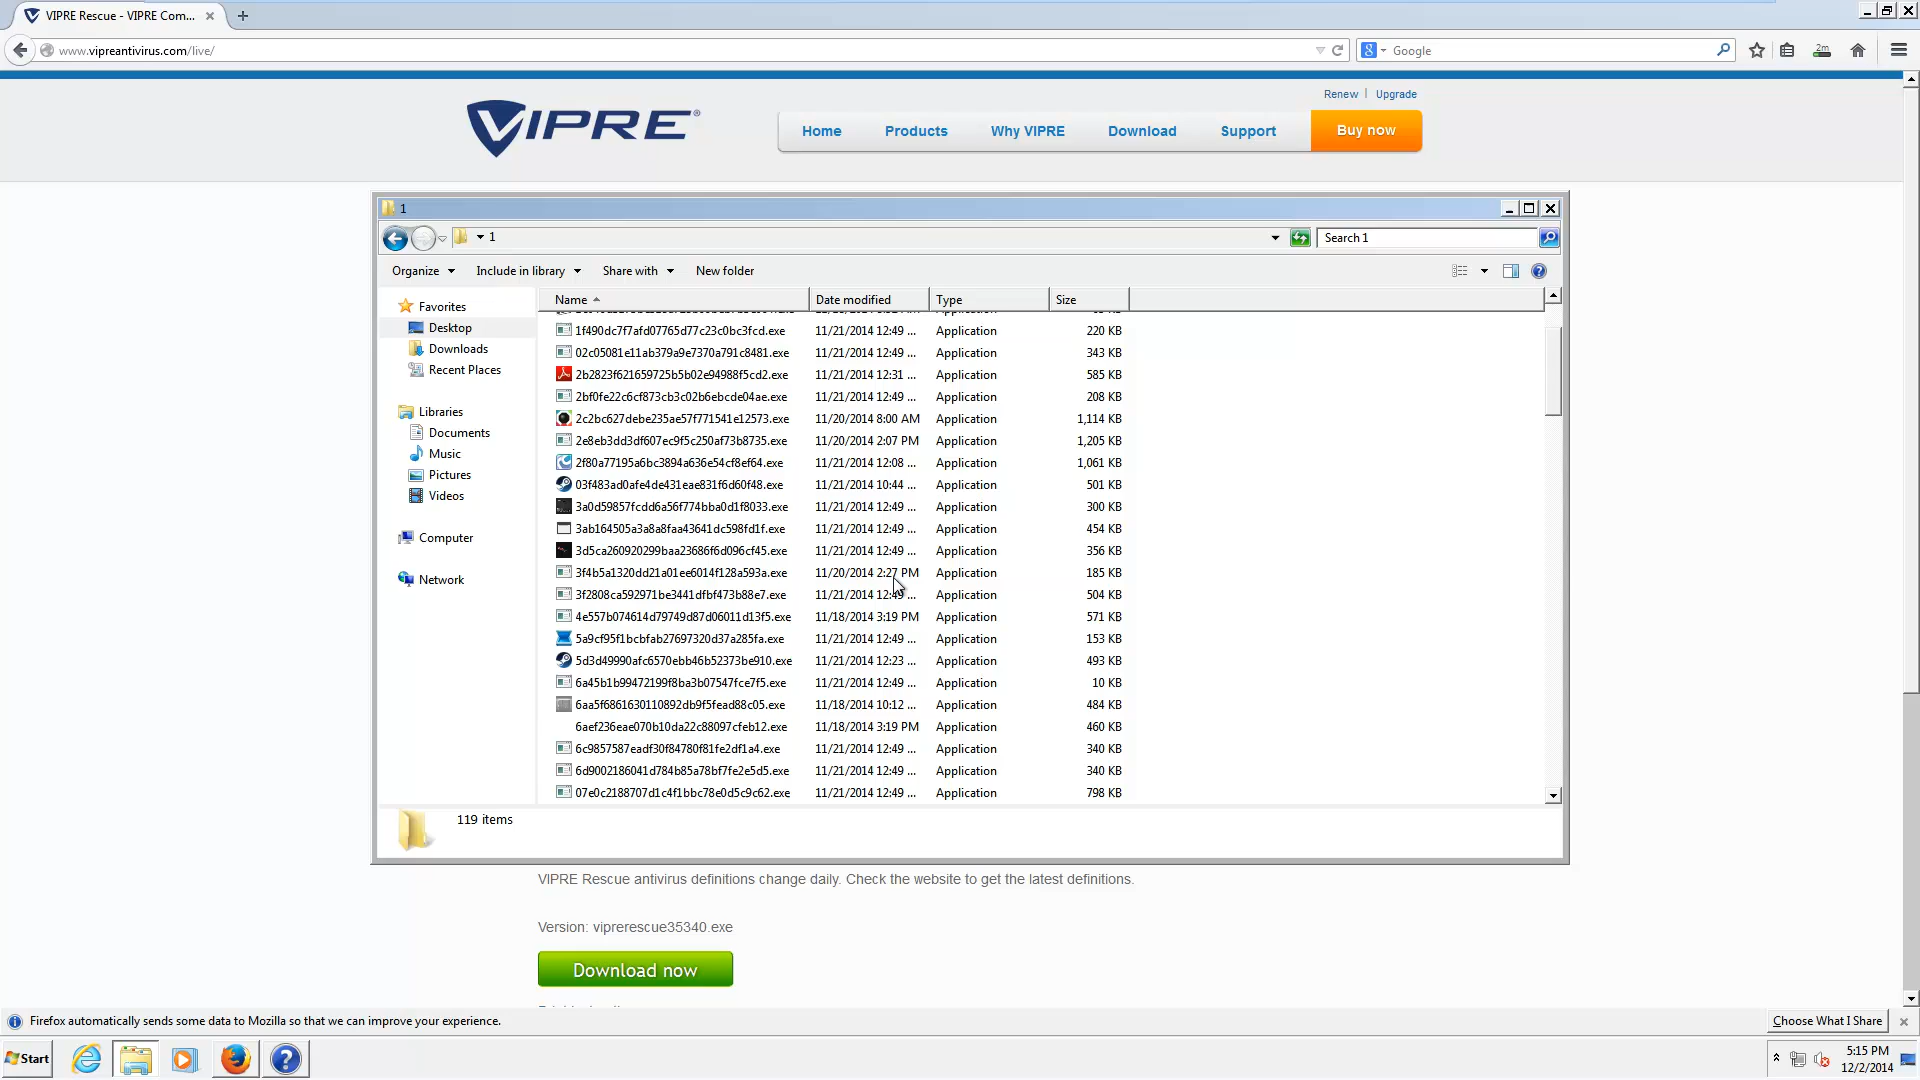 VIPRE Rescue - VIPRE Com...
www.vipreantivirus.com/live/
Google
2m
Renew | Upgrade
VIPRE®
Home
Products
Why VIPRE
Download
Support
Buy now
1
1
Search 1
Organize
Include in library
Share with
New folder
Name
Date modified
Type
Size
Favorites
Desktop
Downloads
Recent Places
Libraries
Documents
Music
Pictures
Videos
Computer
Network
1f490dc7f7afd07765d77c23c0bc3fcd.exe 11/21/2014 12:49 ... Application 220 KB
02c05081e11ab379a9e7370a791c8481.exe 11/21/2014 12:49 ... Application 343 KB
2b2823f621659725b5b02e94988f5cd2.exe 11/21/2014 12:31 ... Application 585 KB
2bf0fe22c6cf873cb3c02b6ebcde04ae.exe 11/21/2014 12:49 ... Application 208 KB
2c2bc627debe235ae57f771541e12573.exe 11/20/2014 8:00 AM Application 1,114 KB
2e8eb3dd3df607ec9f5c250af73b8735.exe 11/20/2014 2:07 PM Application 1,205 KB
2f80a77195a6bc3894a636e54cf8ef64.exe 11/21/2014 12:08 ... Application 1,061 KB
03f483ad0afe4de431eae831f6d60f48.exe 11/21/2014 10:44 ... Application 501 KB
3a0d59857fcdd6a56f774bba0d1f8033.exe 11/21/2014 12:49 ... Application 300 KB
3ab164505a3a8a8faa43641dc598fd1f.exe 11/21/2014 12:49 ... Application 454 KB
3d5ca260920299baa23686f6d096cf45.exe 11/21/2014 12:49 ... Application 356 KB
3f4b5a1320dd21a01ee6014f128a593a.exe 11/20/2014 2:27 PM Application 185 KB
3f2808ca592971be3441dfbf473b88e7.exe 11/21/2014 12:49 ... Application 504 KB
4e557b074614d79749d87d06011d13f5.exe 11/18/2014 3:19 PM Application 571 KB
5a9cf95f1bcbfab27697320d37a285fa.exe 11/21/2014 12:49 ... Application 153 KB
5d3d49990afc6570ebb46b52373be910.exe 11/21/2014 12:23 ... Application 493 KB
6a45b1b99472199f8ba3b07547fce7f5.exe 11/21/2014 12:49 ... Application 10 KB
6aa5f6861630110892db9f5fead88c05.exe 11/18/2014 10:12 ... Application 484 KB
6aef236eae070b10da22c88097cfeb12.exe 11/18/2014 3:19 PM Application 460 KB
6c9857587eadf30f84780f81fe2df1a4.exe 11/21/2014 12:49 ... Application 340 KB
6d9002186041d784b85a78bf7fe2e5d5.exe 11/21/2014 12:49 ... Application 340 KB
07e0c2188707d1c4f1bbc78e0d5c9c62.exe 11/21/2014 12:49 ... Application 798 KB
119 items
VIPRE Rescue antivirus definitions change daily. Check the website to get the latest definitions.
Version: viprerescue35340.exe
Download now
Firefox automatically sends some data to Mozilla so that we can improve your experience.
Choose What I Share
Start
5:15 PM
12/2/2014